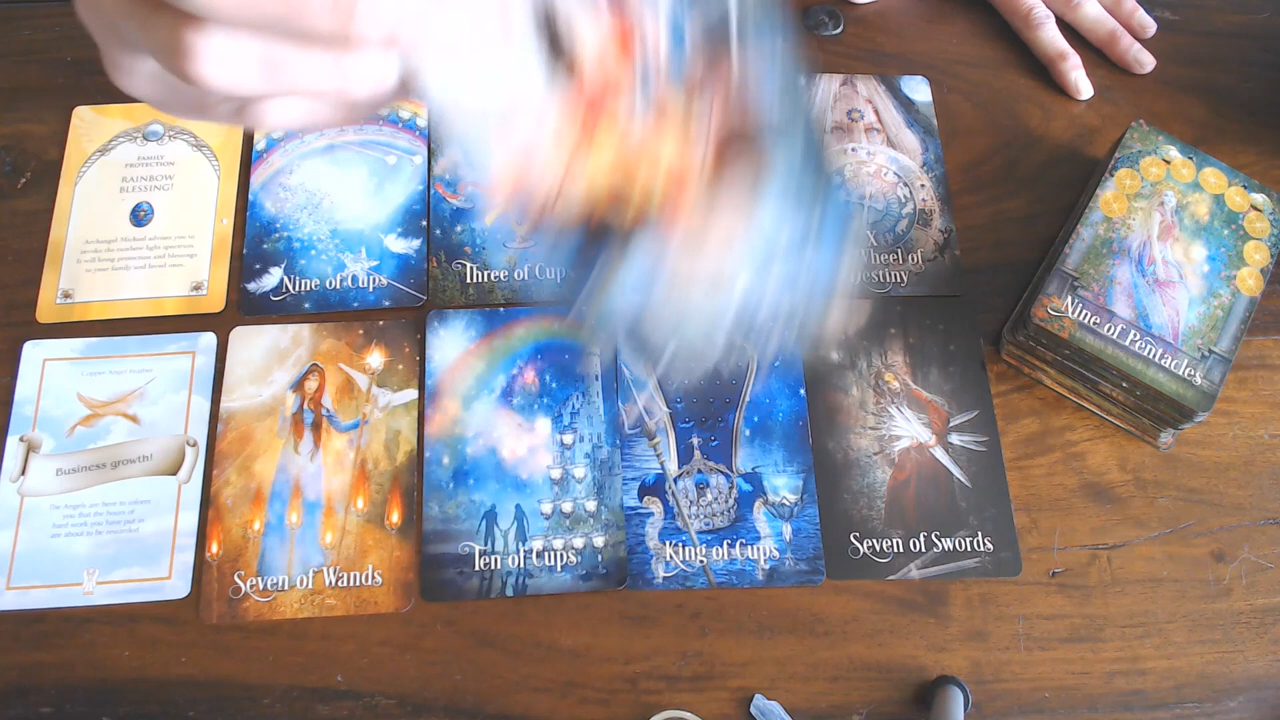 FAMILY
PROTECTION
RAINBOW
BLESSING!
Archangel Michael advises you to
invoke the rainbow light spectrum.
It will bring protection and blessings
to your family and loved ones.
Nine of Cups
Three of Cup
X
Wheel of
Destiny
Nine of Pentacles
Copper Angel Feather
Business growth!
The Angels are here to inform
you that the hours of
hard work you have put in
are about to be rewarded.
Seven of Wands
Ten of Cups
King of Cups
Seven of Swords